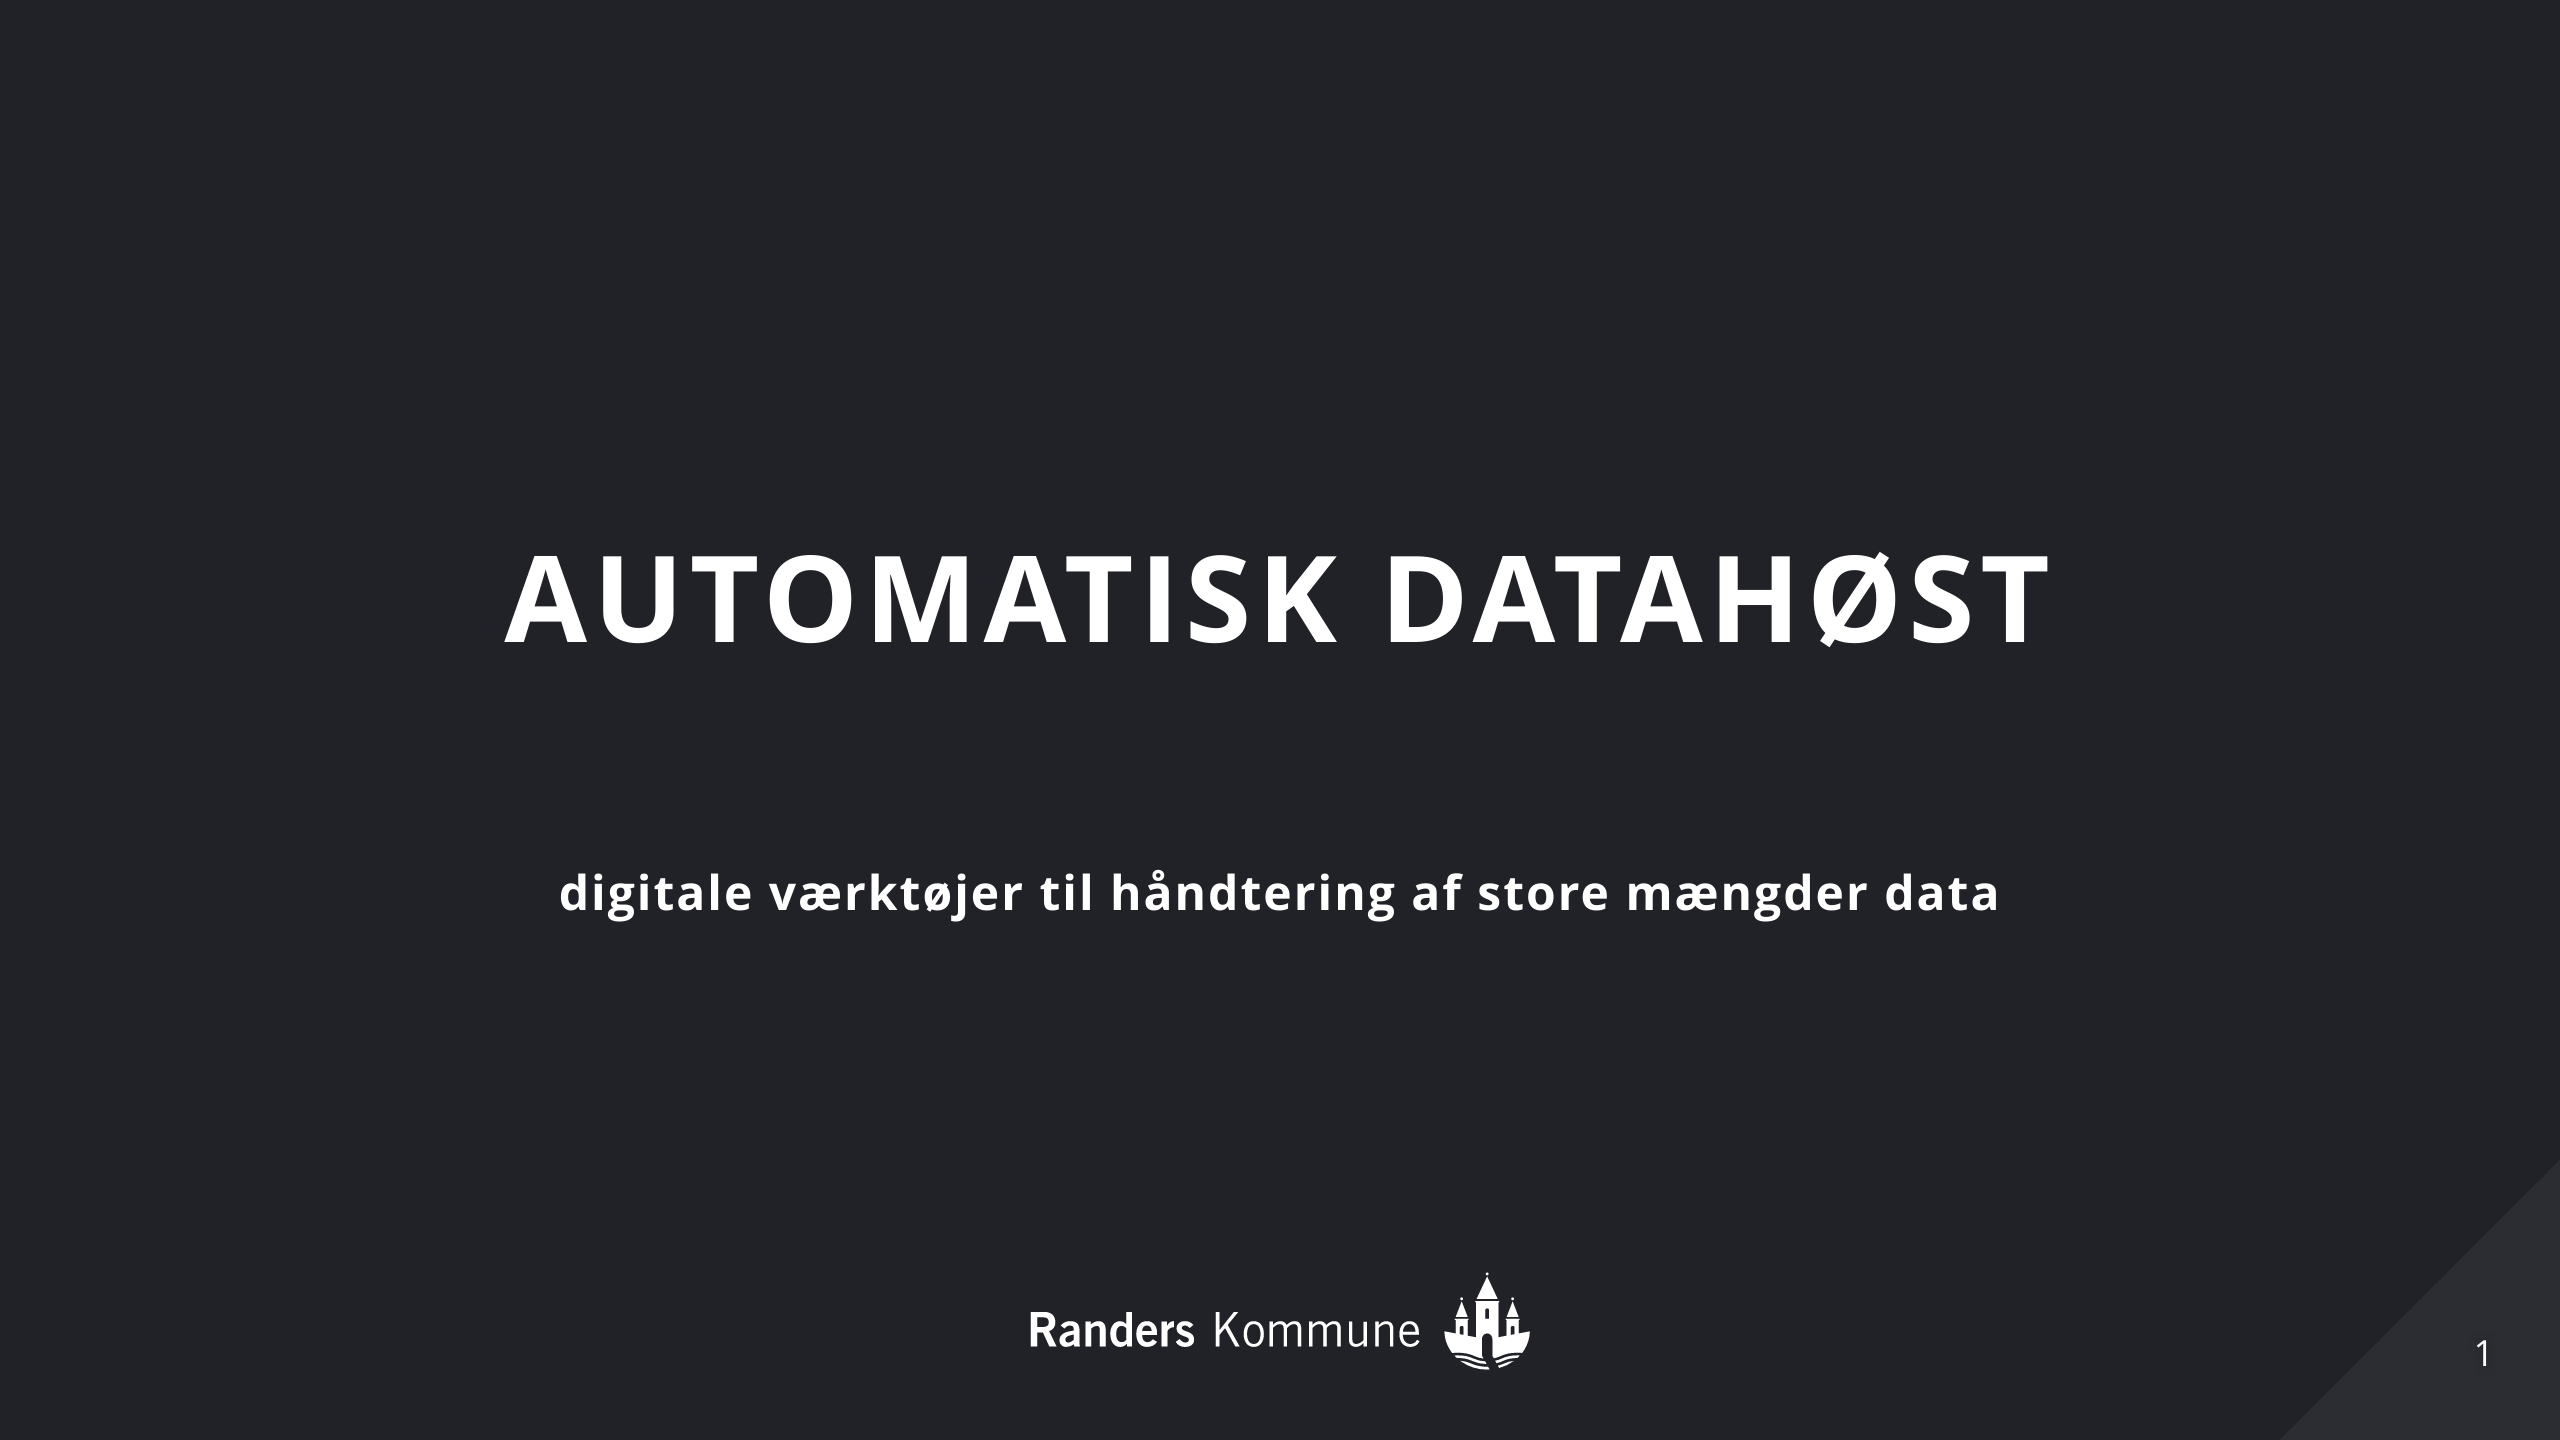 AUTOMATISK DATAHØST
digitale værktøjer til håndtering af store mængder data
Randers Kommune
1